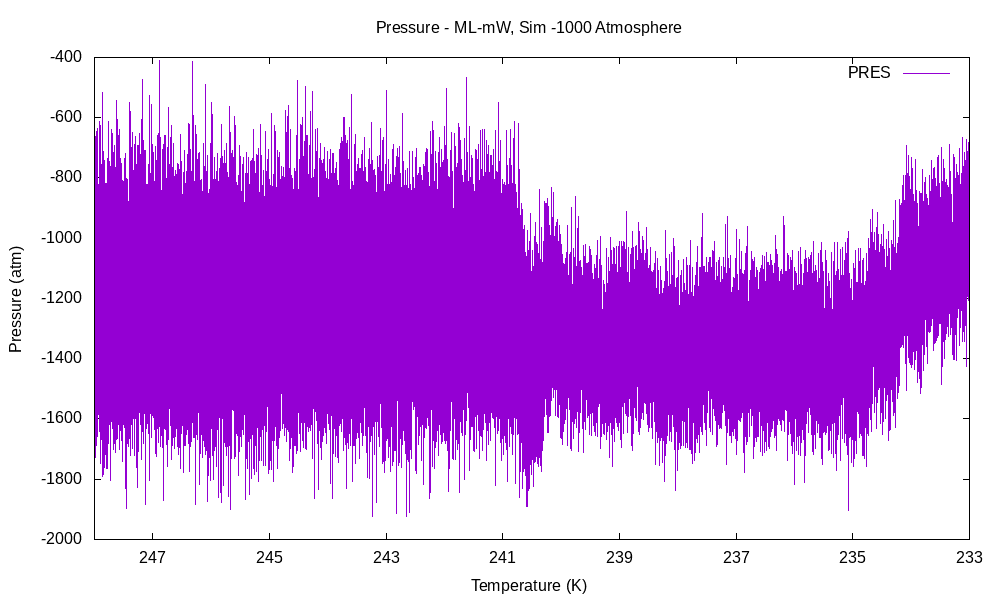 Pressure - ML-mW, Sim -1000 Atmosphere
PRES
-400
-600
-800
-1000
-1200
-1400
-1600
-1800
-2000
Pressure (atm)
247 245 243 241 239 237 235 233
Temperature (K)